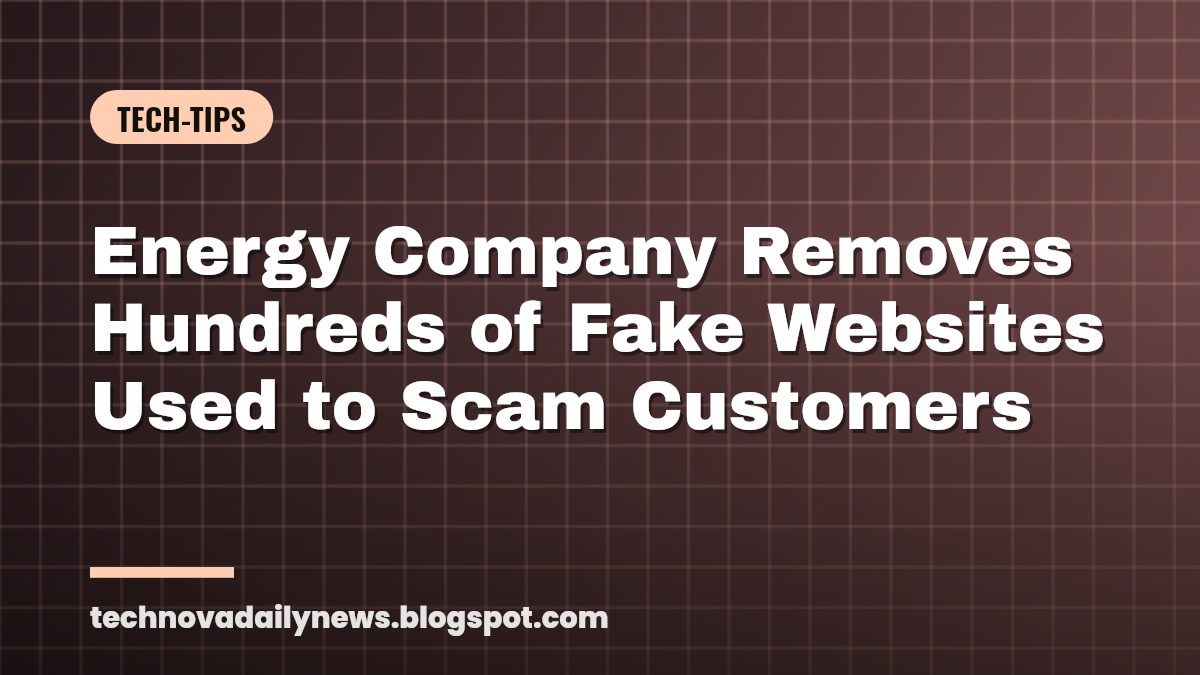 TECH-TIPS
Energy Company Removes
Hundreds of Fake Websites
Used to Scam Customers
technovadailynews.blogspot.com